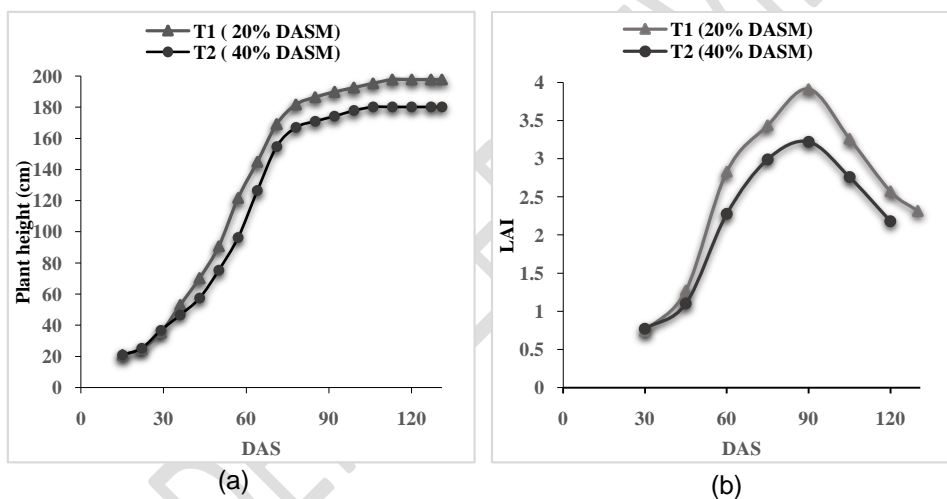 T1 ( 20% DASM)
T2 ( 40% DASM)
200
180
160
140
120
100
80
60
40
20
0
Plant height (cm)
0 30 60 90 120
DAS
(a)
T1 (20% DASM)
T2 (40% DASM)
4
3.5
3
2.5
2
1.5
1
0.5
0
LAI
0 30 60 90 120
DAS
(b)